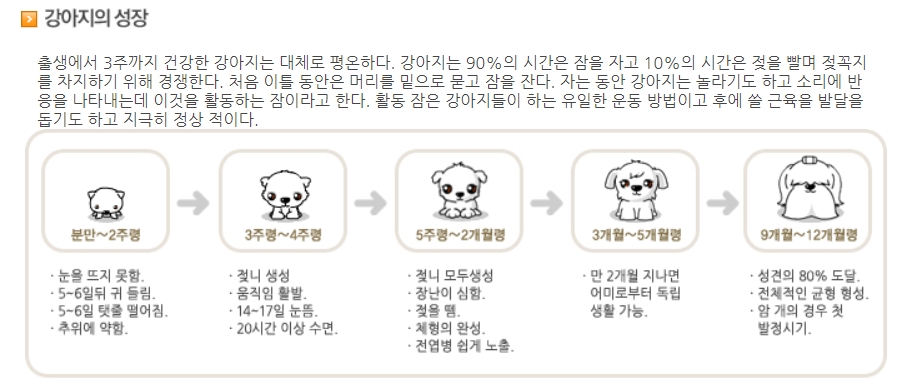 강아지의 성장
출생에서 3주까지 건강한 강아지는 대체로 평온하다. 강아지는 90%의 시간은 잠을 자고 10%의 시간은 젖을 빨며 젖꼭지
를 차지하기 위해 경쟁한다. 처음 이틀 동안은 머리를 밑으로 묻고 잠을 잔다. 자는 동안 강아지는 놀라기도 하고 소리에 반
응을 나타내는데 이것을 활동하는 잠이라고 한다. 활동 잠은 강아지들이 하는 유일한 운동 방법이고 후에 쓸 근육을 발달을
돕기도 하고 지극히 정상 적이다.
분만~2주령
· 눈을 뜨지 못함.
· 5~6일뒤 귀 들림.
· 5~6일 탯줄 떨어짐.
· 추위에 약함.
3주령~4주령
· 젖니 생성
· 움직임 활발.
· 14~17일 눈뜸.
· 20시간 이상 수면.
5주령~2개월령
· 젖니 모두생성
· 장난이 심함.
· 젖을 뗌.
· 체형의 완성.
· 전염병 쉽게 노출.
3개월~5개월령
· 만 2개월 지나면
어미로부터 독립
생활 가능.
9개월~12개월령
· 성견의 80% 도달.
· 전체적인 균형 형성.
· 암 개의 경우 첫
발정시기.